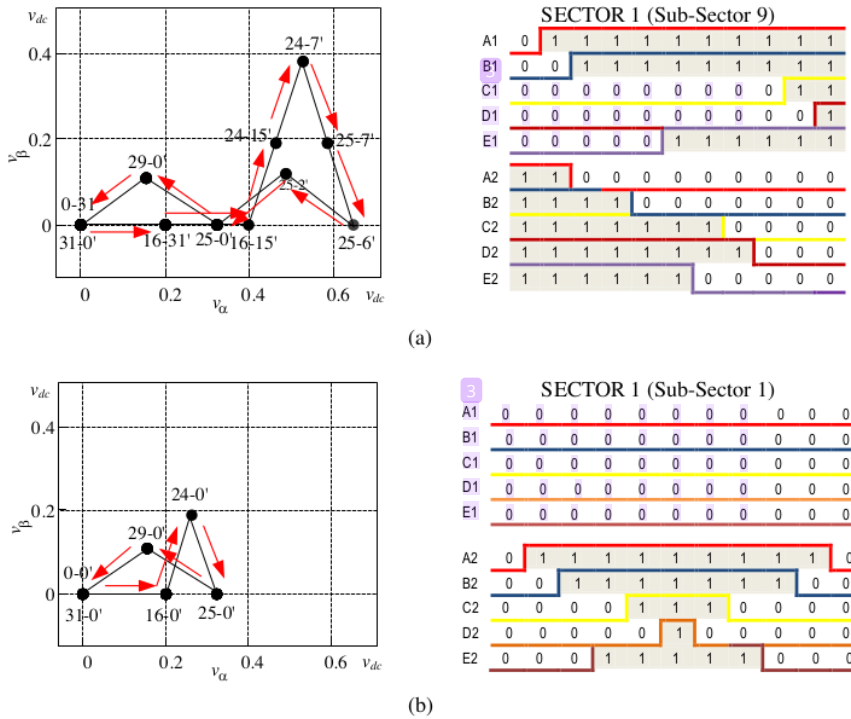 v_dc
0.4
0.2
0
v_β
24-7'
24-15'
25-7'
29-0'
25-2'
0-31
31-0'
16-31'
25-0'
16-15'
25-6'
0 0.2 0.4 0.6
v_α
v_dc
SECTOR 1 (Sub-Sector 9)
A1 0 1 1 1 1 1 1 1 1 1 1
B1 0 0 1 1 1 1 1 1 1 1 1
3
C1 0 0 0 0 0 0 0 0 0 1 1
D1 0 0 0 0 0 0 0 0 0 0 1
E1 0 0 0 0 0 1 1 1 1 1 1
A2 1 1 0 0 0 0 0 0 0 0 0
B2 1 1 1 1 0 0 0 0 0 0 0
C2 1 1 1 1 1 1 1 0 0 0 0
D2 1 1 1 1 1 1 1 1 0 0 0
E2 1 1 1 1 1 1 0 0 0 0 0
(a)
v_dc
0.4
0.2
0
v_β
24-0'
29-0'
0-0'
31-0'
16-0'
25-0'
0 0.2 0.4 0.6
v_α
v_dc
3
SECTOR 1 (Sub-Sector 1)
A1 0 0 0 0 0 0 0 0 0 0 0
B1 0 0 0 0 0 0 0 0 0 0 0
C1 0 0 0 0 0 0 0 0 0 0 0
D1 0 0 0 0 0 0 0 0 0 0 0
E1 0 0 0 0 0 0 0 0 0 0 0
A2 0 1 1 1 1 1 1 1 1 1 0
B2 0 0 1 1 1 1 1 1 1 0 0
C2 0 0 0 0 1 1 1 0 0 0 0
D2 0 0 0 0 0 1 0 0 0 0 0
E2 0 0 0 1 1 1 1 1 0 0 0
(b)